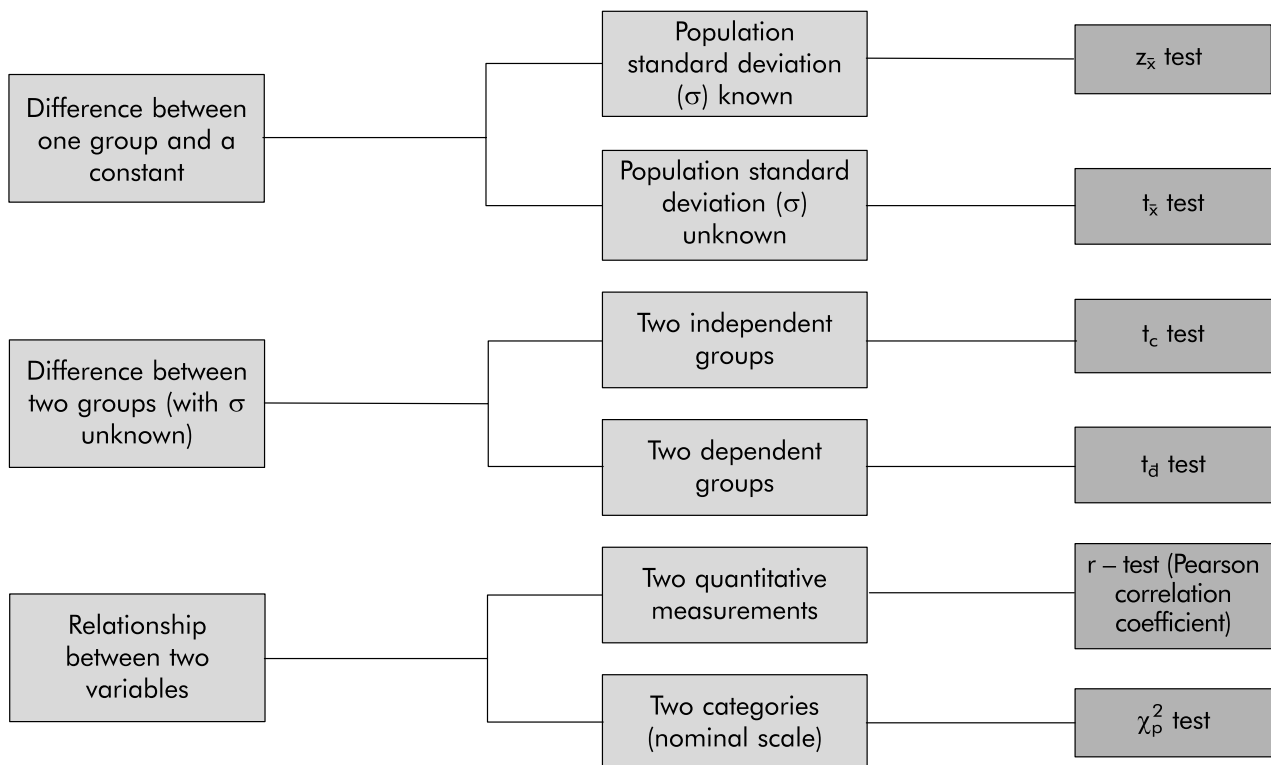 Difference between
one group and a
constant
Population
standard deviation
(σ) known
z_x̄ test
Population standard
deviation (σ)
unknown
t_x̄ test
Difference between
two groups (with σ
unknown)
Two independent
groups
t_c test
Two dependent
groups
t_d̄ test
Relationship
between two
variables
Two quantitative
measurements
r – test (Pearson
correlation
coefficient)
Two categories
(nominal scale)
χ²_p test